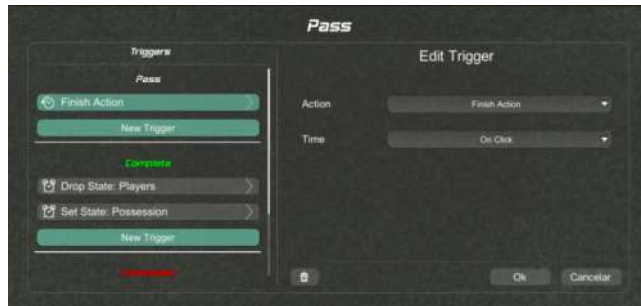 Pass
Triggers
Pass
Finish Action
New Trigger
Complete
Drop State: Players
Set State: Possession
New Trigger
Edit Trigger
Action
Finish Action
Time
On Click
Ok
Cancelar